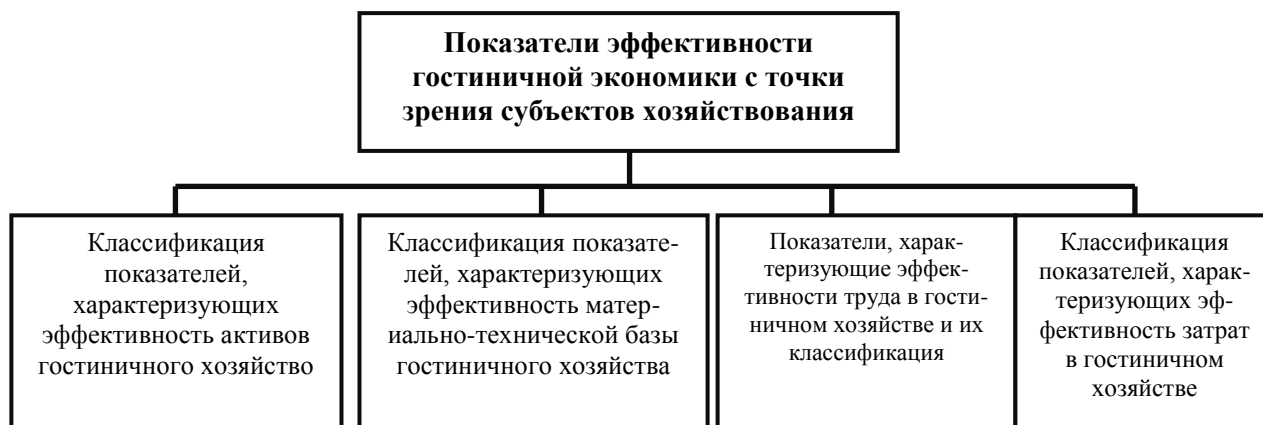 Показатели эффективности
гостиничной экономики с точки
зрения субъектов хозяйствования
Классификация
показателей,
характеризующих
эффективность активов
гостиничного хозяйство
Классификация показате-
лей, характеризующих
эффективность матер-
иально-технической базы
гостиничного хозяйства
Показатели, харак-
теризующие эффек-
тивности труда в гости-
ничном хозяйстве и их
классификация
Классификация
показателей, харак-
теризующих эф-
фективность затрат
в гостиничном
хозяйстве